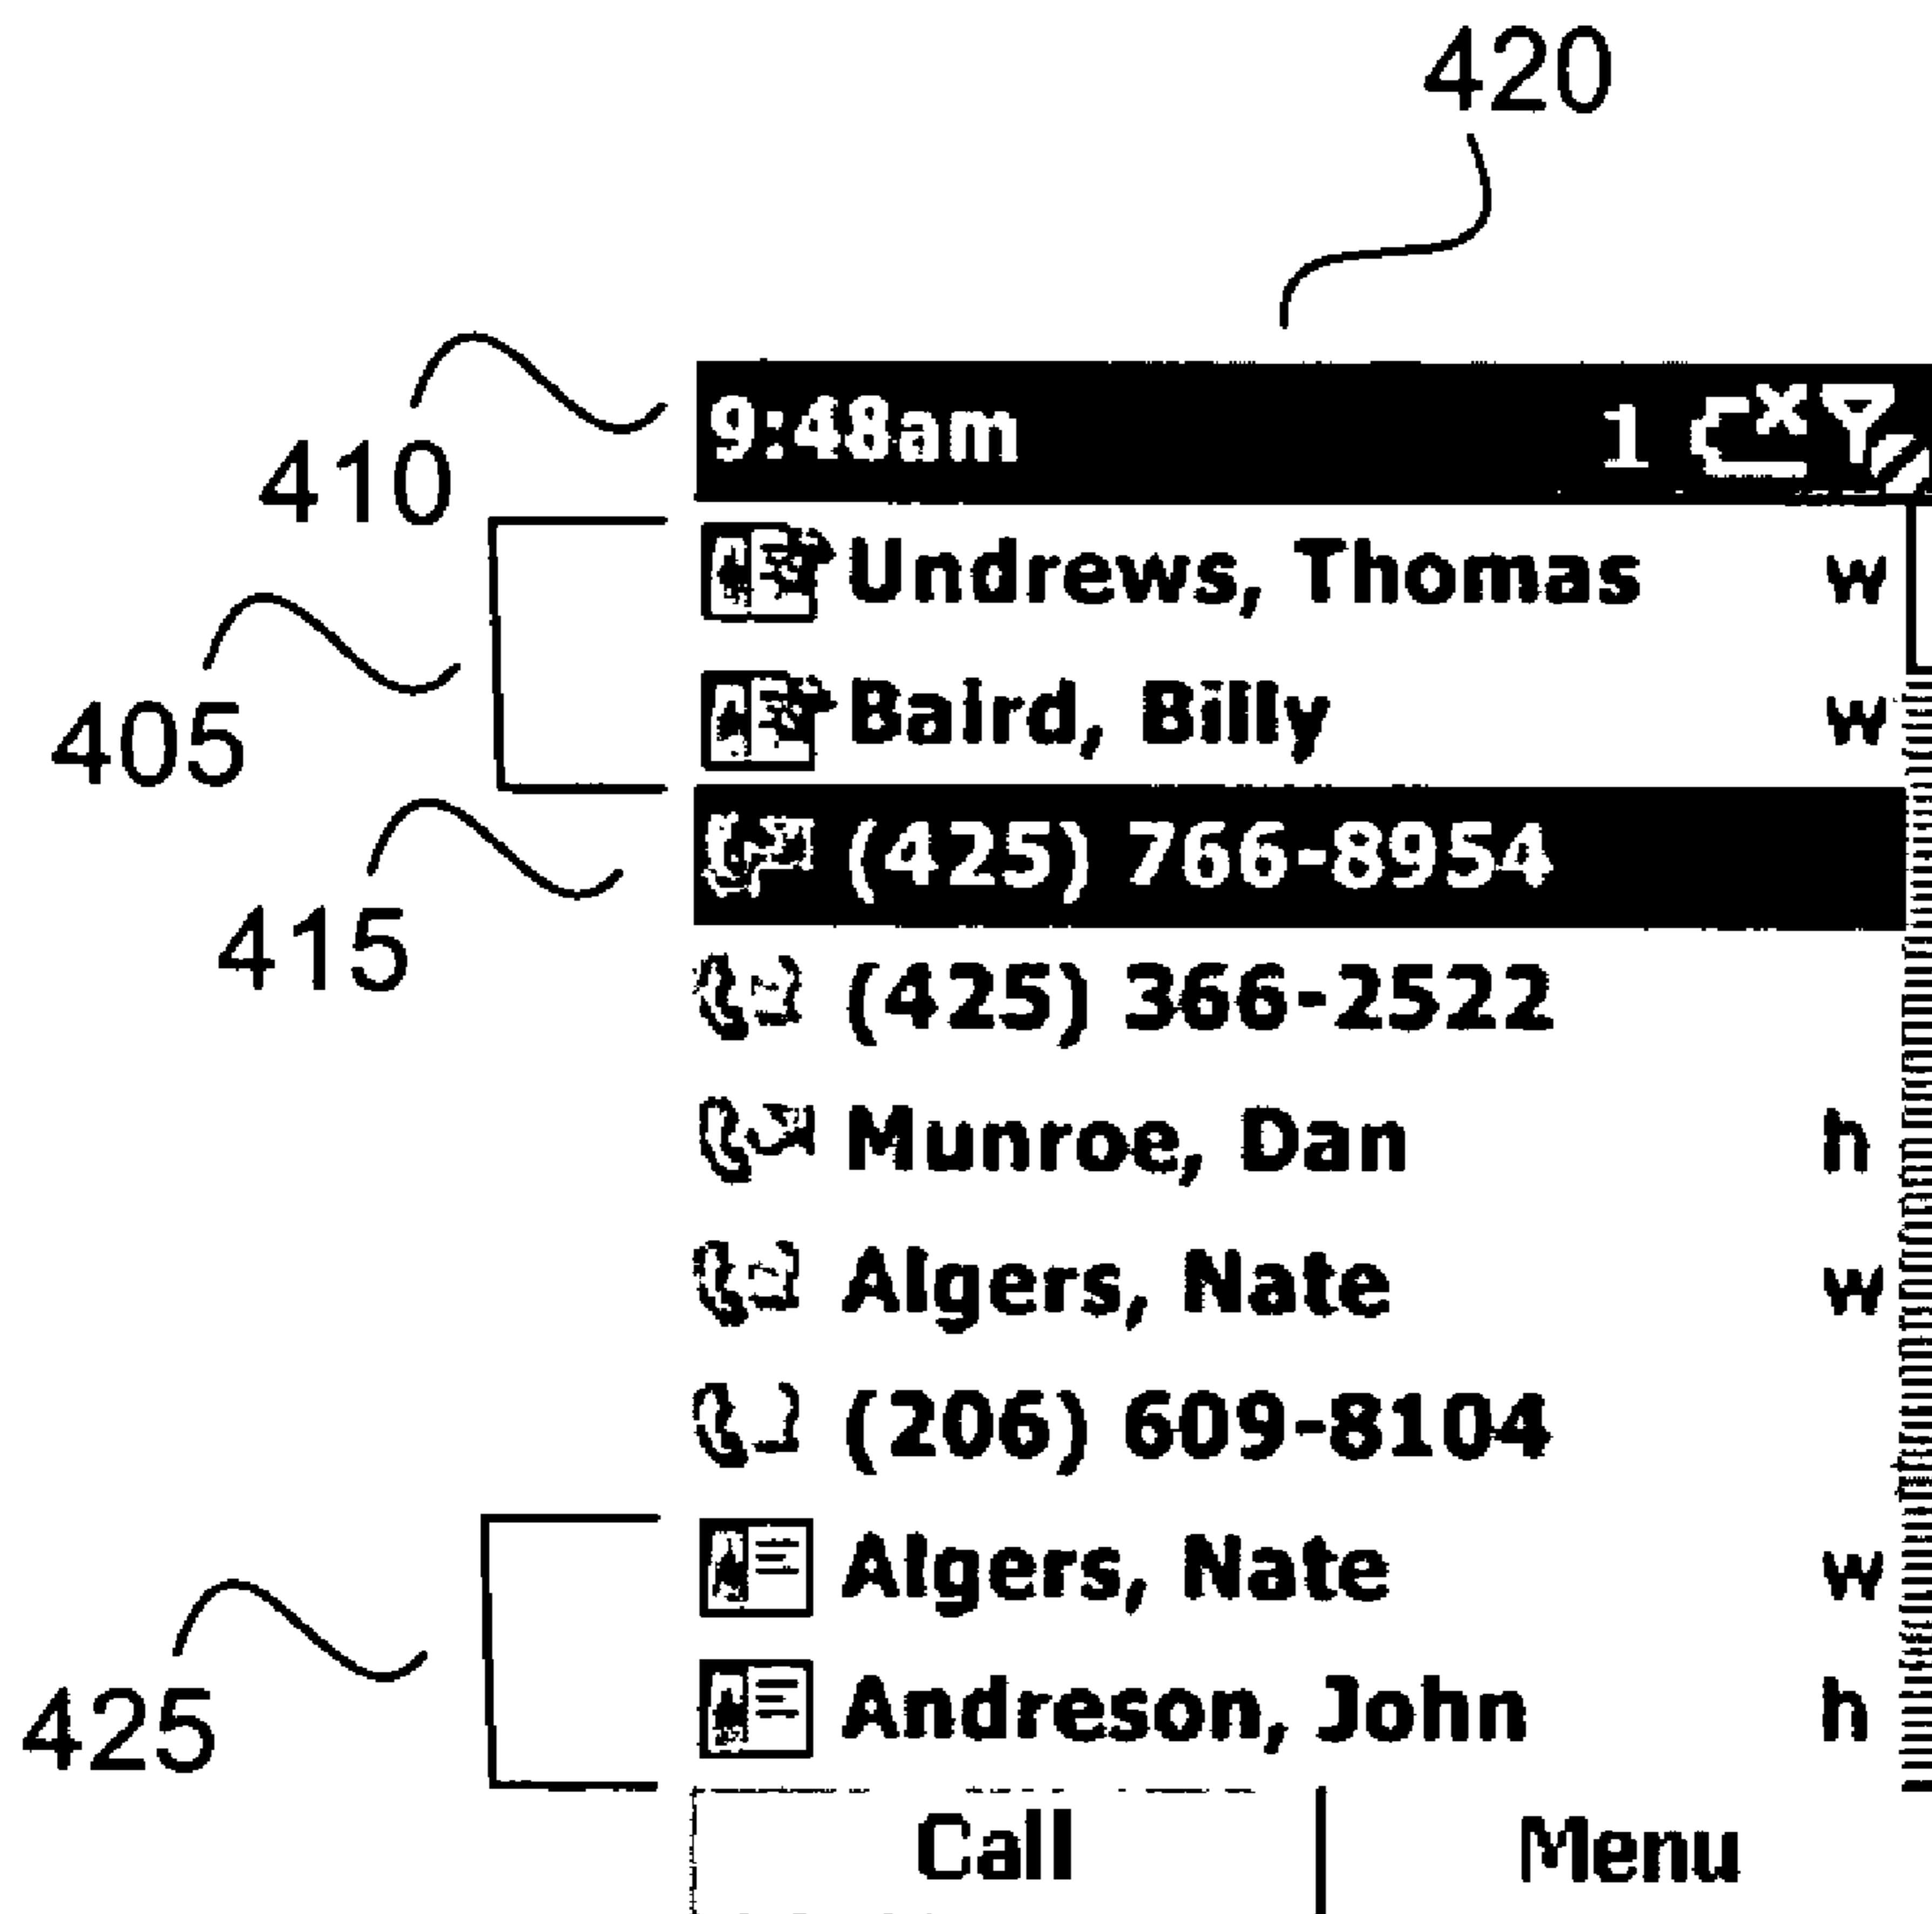 420
9:48am 1
410
Undrews, Thomas w
405
Baird, Billy w
415
(425) 766-8954
(425) 366-2522
Munroe, Dan h
Algers, Nate w
(206) 609-8104
Algers, Nate w
425
Andreson, John h
Call Menu